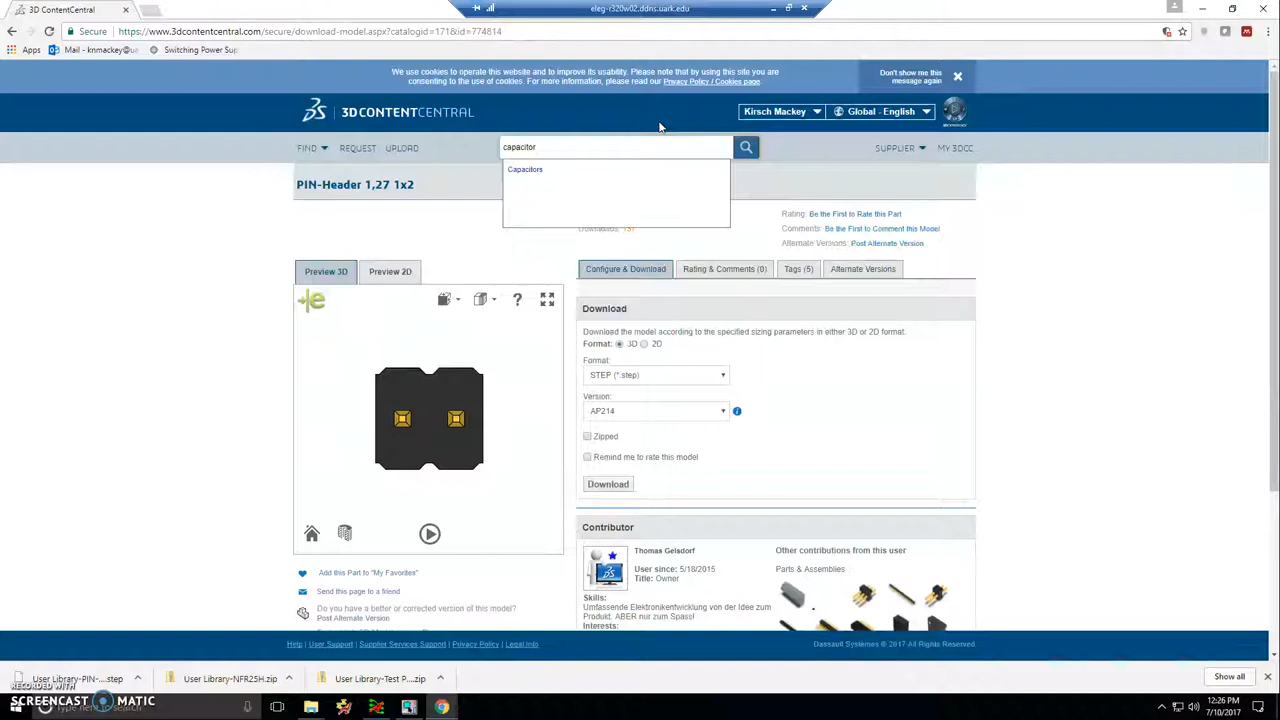 3D ContentCentral
eleg-r320w02.ddns.uark.edu
Secure | https://www.3dcontentcentral.com/secure/download-model.aspx?catalogid=171&id=774814
Apps Mail - knmackey@ua: Switching Power Sup
We use cookies to operate this website and to improve its usability. Please note that by using this site you are
consenting to the use of cookies. For more information, please read our Privacy Policy / Cookies page.
Don't show me this
message again
3DCONTENTCENTRAL
Kirsch Mackey
Global - English
FIND REQUEST UPLOAD
capacitor
SUPPLIER MY 3DCC
Capacitors
PIN-Header 1,27 1x2
Rating: Be the First to Rate this Part
Comments: Be the First to Comment this Model
Alternate Versions: Post Alternate Version
Preview 3D Preview 2D
Configure & Download Rating & Comments (0) Tags (5) Alternate Versions
Download
Download the model according to the specified sizing parameters in either 3D or 2D format.
Format: 3D 2D
Format:
STEP (*.step)
Version:
AP214
Zipped
Remind me to rate this model
Download
Contributor
Thomas Gelsdorf
User since: 5/18/2015
Title: Owner
Skills:
Umfassende Elektronikentwicklung von der Idee zum
Produkt. ABER nur zum Spass!
Interests:
Other contributions from this user
Parts & Assemblies
Add this Part to "My Favorites"
Send this page to a friend
Do you have a better or corrected version of this model?
Post Alternate Version
Help | User Support | Supplier Services Support | Privacy Policy | Legal Info
Dassault Systèmes © 2017 All Rights Reserved.
User Library-PIN-....step
User Library-NFR25H.zip
User Library-Test P....zip
Show all
RECORDED WITH
SCREENCAST MATIC
12:26 PM
7/10/2017